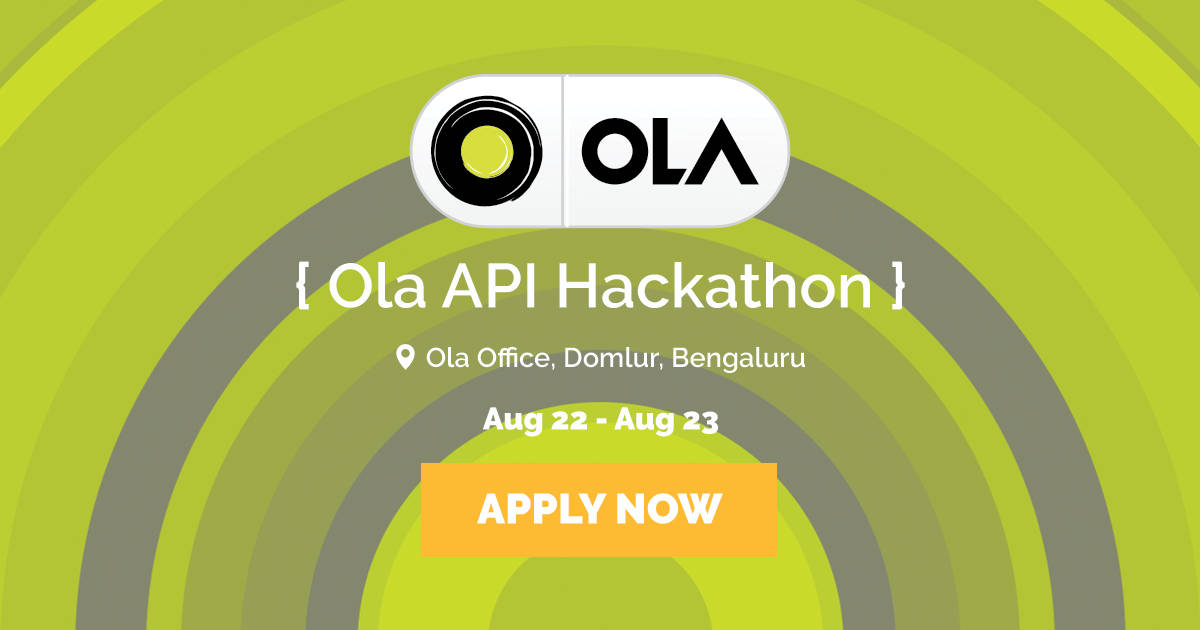 OLA
{ Ola API Hackathon }
Ola Office, Domlur, Bengaluru
Aug 22 - Aug 23
APPLY NOW